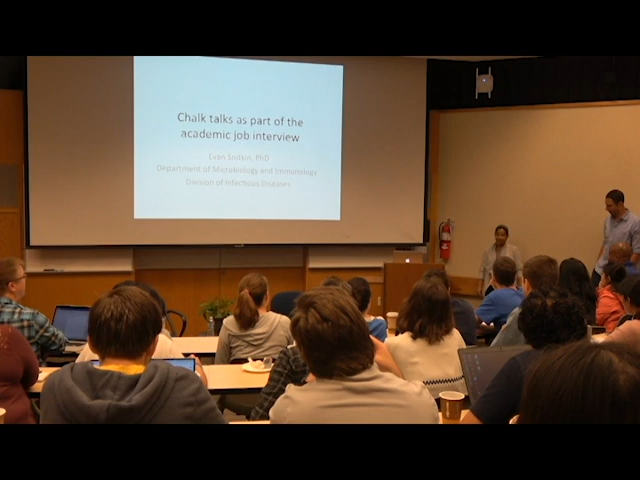 Chalk talks as part of the
academic job interview
Evan Snitkin, PhD
Department of Microbiology and Immunology
Division of Infectious Diseases